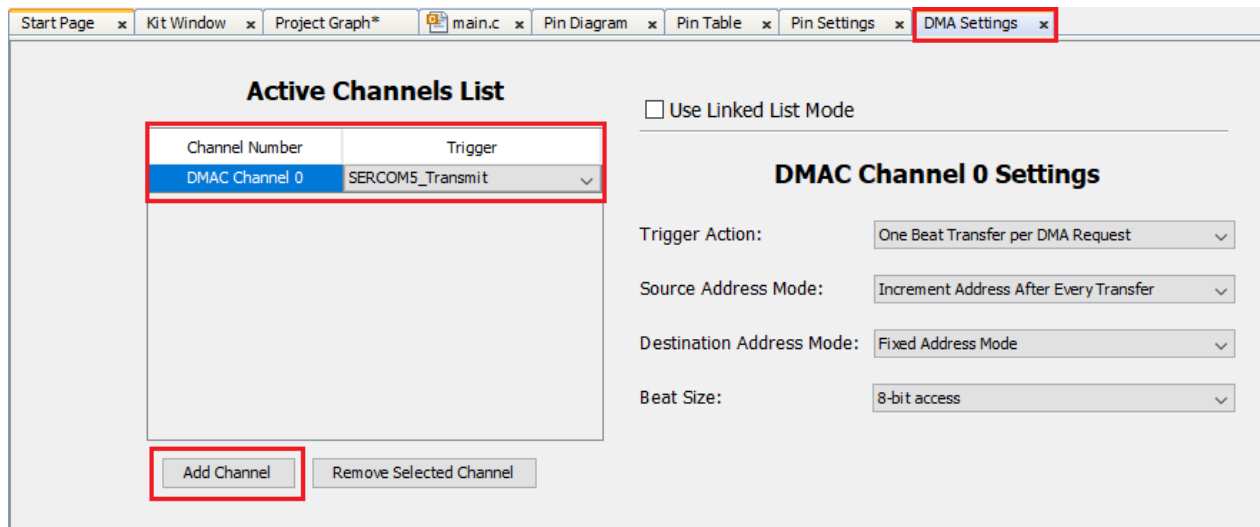 Start Page x Kit Window x Project Graph* x main.c x Pin Diagram x Pin Table x Pin Settings x DMA Settings x
Active Channels List
Channel Number Trigger
DMAC Channel 0 SERCOM5_Transmit
Add Channel Remove Selected Channel
Use Linked List Mode
DMAC Channel 0 Settings
Trigger Action: One Beat Transfer per DMA Request
Source Address Mode: Increment Address After Every Transfer
Destination Address Mode: Fixed Address Mode
Beat Size: 8-bit access